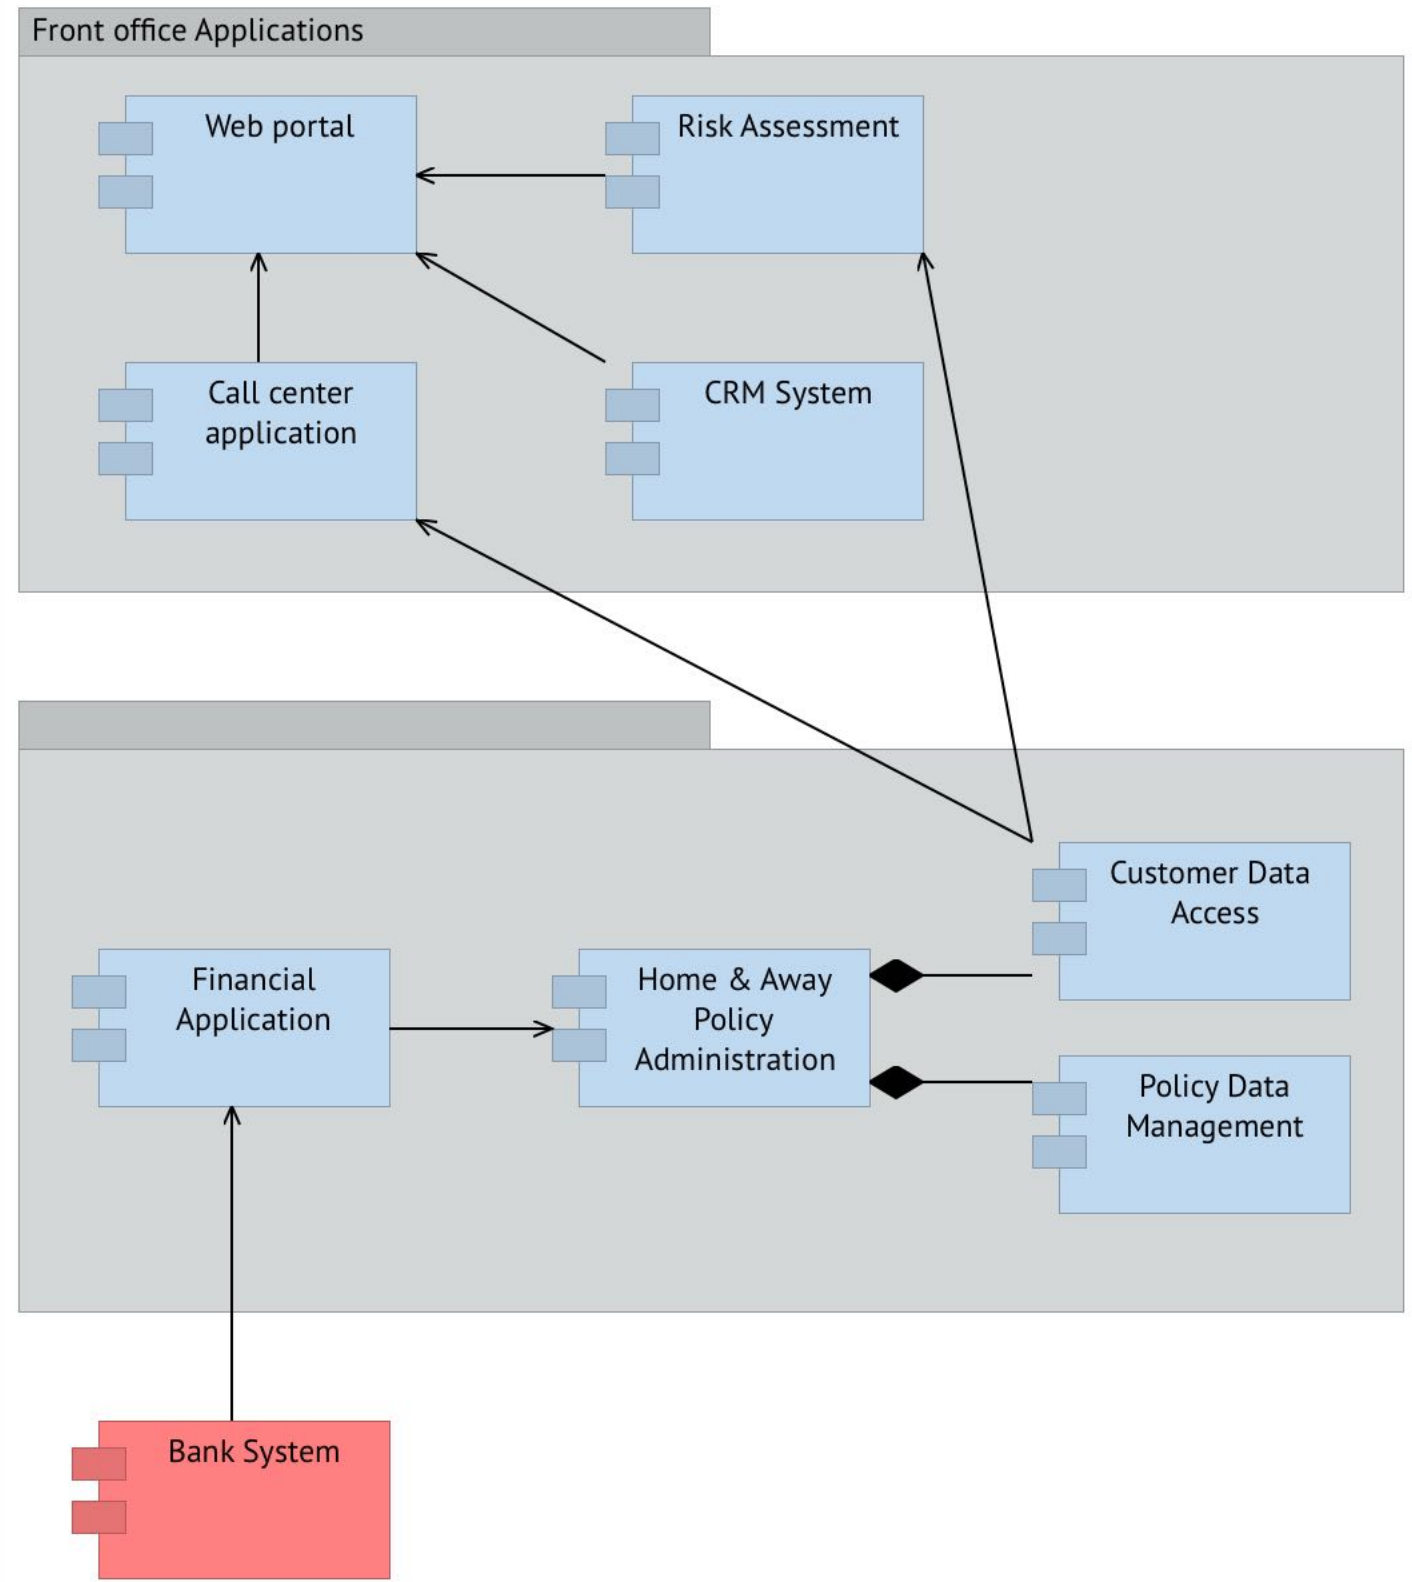 Front office Applications
Web portal
Risk Assessment
Call center
application
CRM System
Customer Data
Access
Financial
Application
Home & Away
Policy
Administration
Policy Data
Management
Bank System